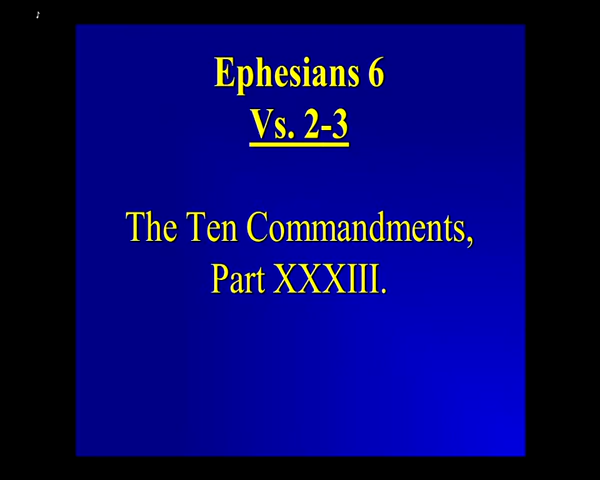 Ephesians 6
Vs. 2-3
The Ten Commandments,
Part XXXIII.